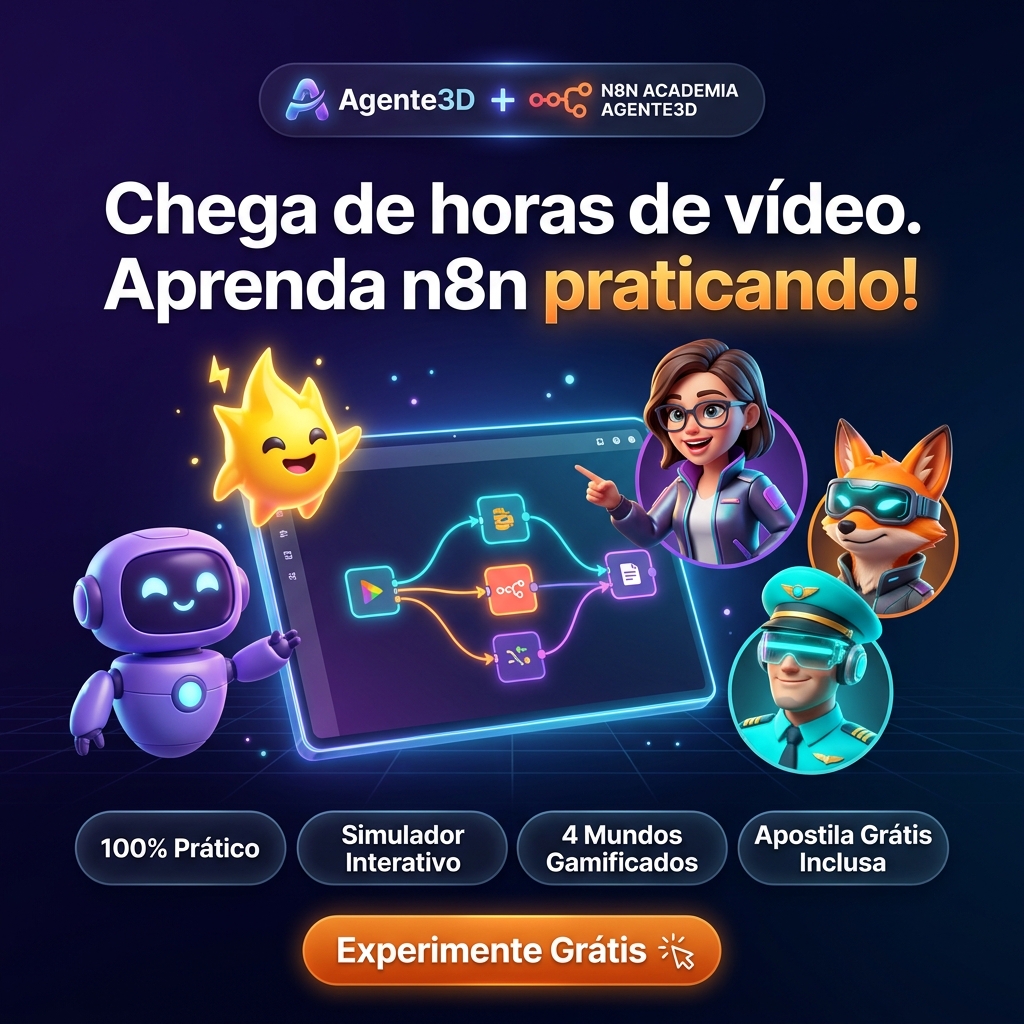 Agente3D + N8N ACADEMIA
AGENTE3D
Chega de horas de vídeo.
Aprenda n8n praticando!
100% Prático
Simulador
Interativo
4 Mundos
Gamificados
Apostila Grátis
Inclusa
Experimente Grátis